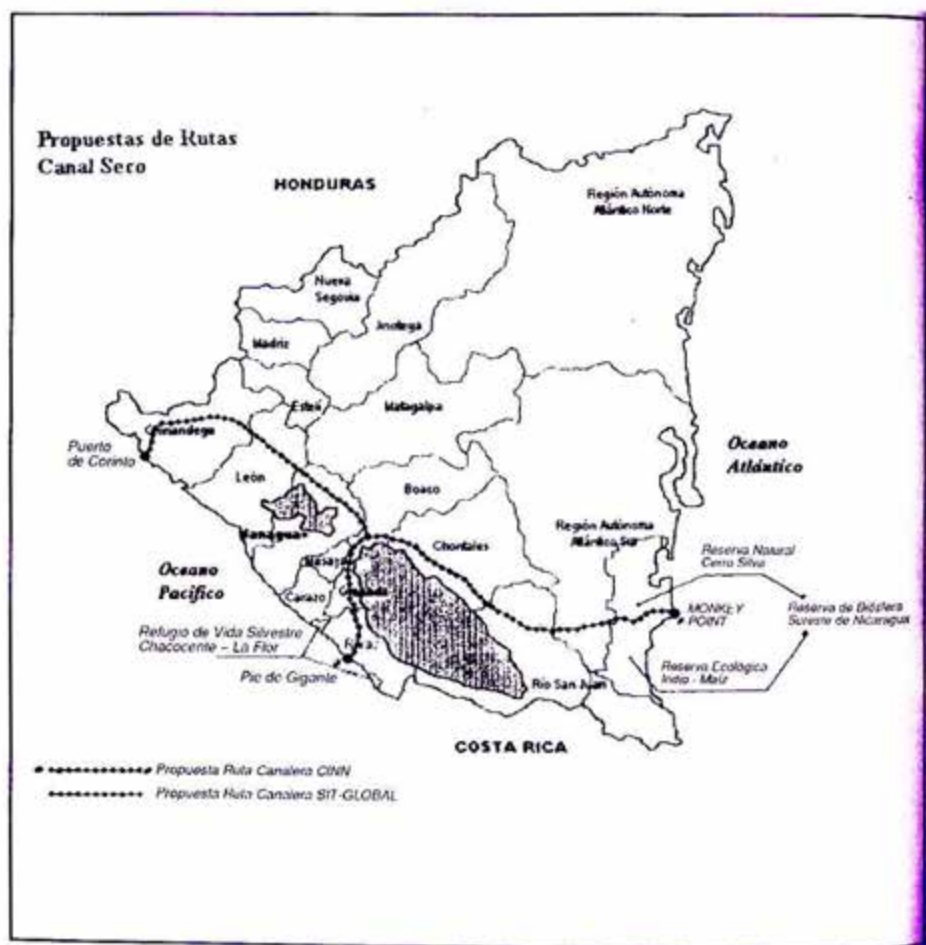 Propuestas de Rutas
Canal Seco
HONDURAS
Región Autónoma
Atlántico Norte
Nueva
Segovia
Jinotega
Madriz
Estelí
Matagalpa
Chinandega
Puerto
de Corinto
León
Oceano
Atlántico
Boaco
Managua
Región Autónoma
Atlántico Sur
Chontales
Reserva Natural
Cerro Silva
Masaya
Oceano
Pacífico
Granada
Carazo
MONKEY
POINT
Reserva de Biósfera
Sureste de Nicaragua
Refugio de Vida Silvestre
Chacocente – La Flor
Rivas
Pie de Gigante
Reserva Ecológica
Indio - Maíz
Río San Juan
COSTA RICA
Propuesta Ruta Canalera CINN
Propuesta Ruta Canalera SIT-GLOBAL